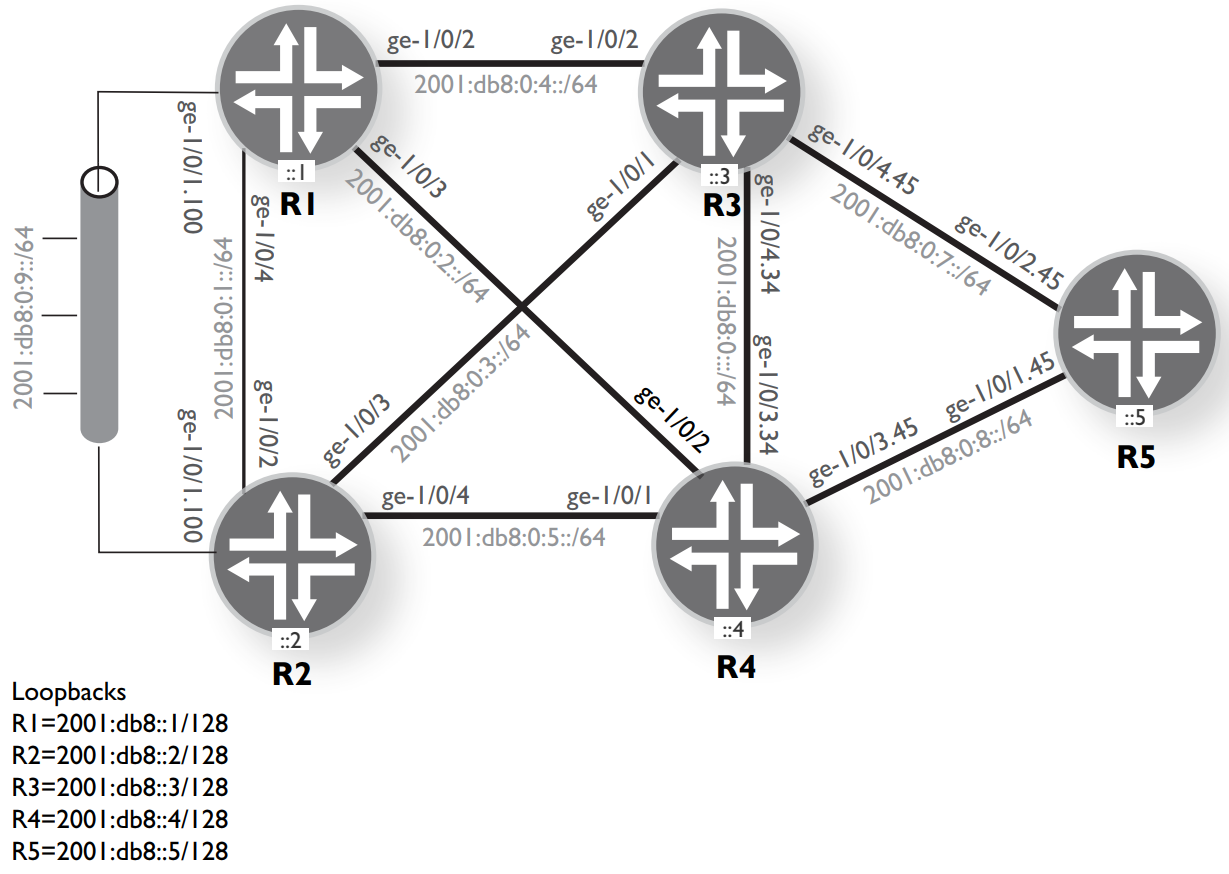 ge-1/0/2
ge-1/0/2
2001:db8:0:4::/64
ge-1/0/1.100
ge-1/0/3
ge-1/0/1
ge-1/0/4.45
::1
R1
::3
R3
ge-1/0/4
2001:db8:0:2::/64
ge-1/0/4.34
2001:db8:0:7::/64
ge-1/0/2.45
2001:db8:0:9::/64
2001:db8:0:1::/64
2001:db8:0:::/64
2001:db8:0:3::/64
ge-1/0/3.34
ge-1/0/1.45
ge-1/0/2
ge-1/0/1.100
ge-1/0/3
ge-1/0/2
::5
R5
ge-1/0/3.45
2001:db8:0:8::/64
ge-1/0/4
ge-1/0/1
2001:db8:0:5::/64
::2
R2
::4
R4
Loopbacks
R1=2001:db8::1/128
R2=2001:db8::2/128
R3=2001:db8::3/128
R4=2001:db8::4/128
R5=2001:db8::5/128